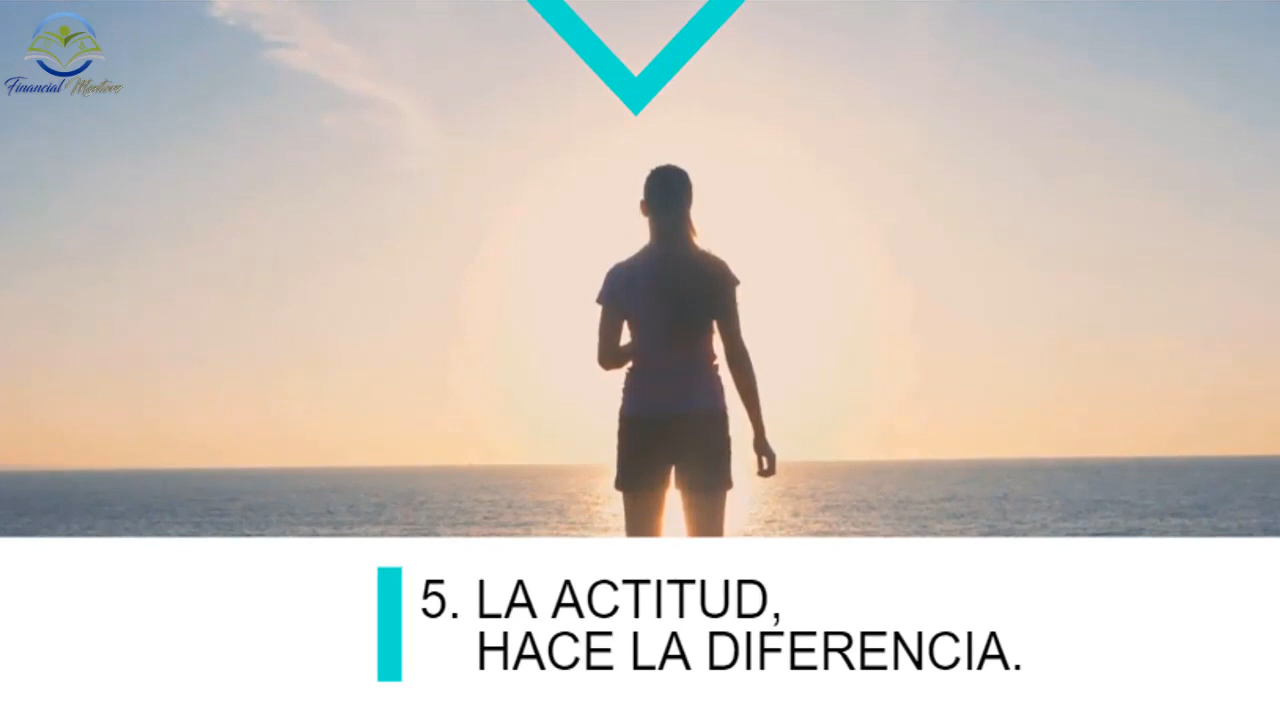 Financial Mentors
5. LA ACTITUD,
HACE LA DIFERENCIA.